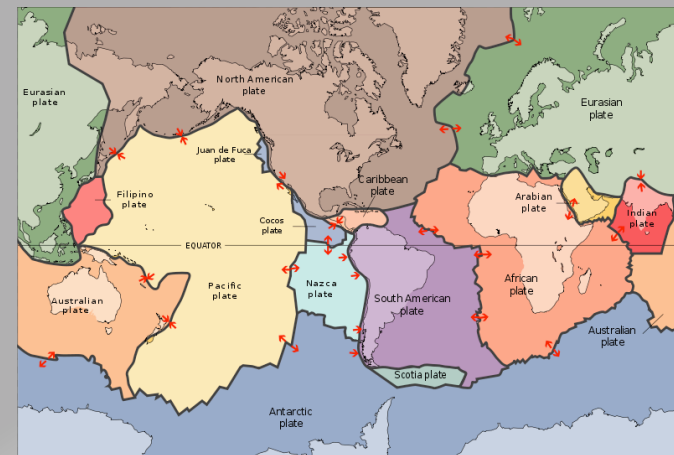 North American
plate
Eurasian
plate
Eurasian
plate
Juan de Fuca
plate
Caribbean
plate
Filipino
plate
Arabian
plate
Indian
plate
Cocos
plate
EQUATOR
Pacific
plate
Nazca
plate
South American
plate
African
plate
Australian
plate
Australian
plate
Scotia plate
Antarctic
plate